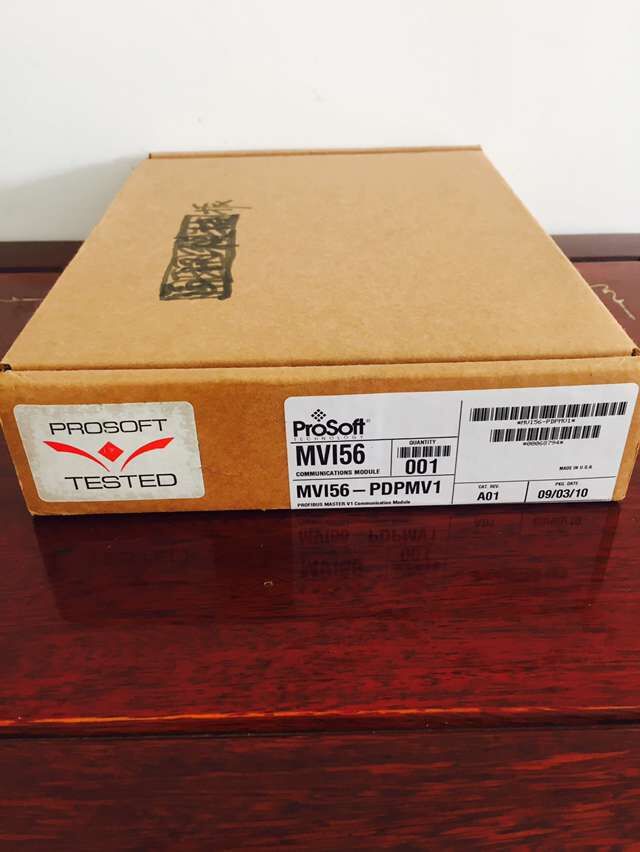 PROSOFT
TESTED
ProSoft®
TECHNOLOGY
MVI56
COMMUNICATIONS MODULE
QUANTITY
001
MVI56-PDPMV1
PROFIBUS MASTER V1 Communication Module
*MVI56-PDPMV1*
*00068794*
MADE IN U.S.A
CAT. REV.
A01
PKG. DATE
09/03/10